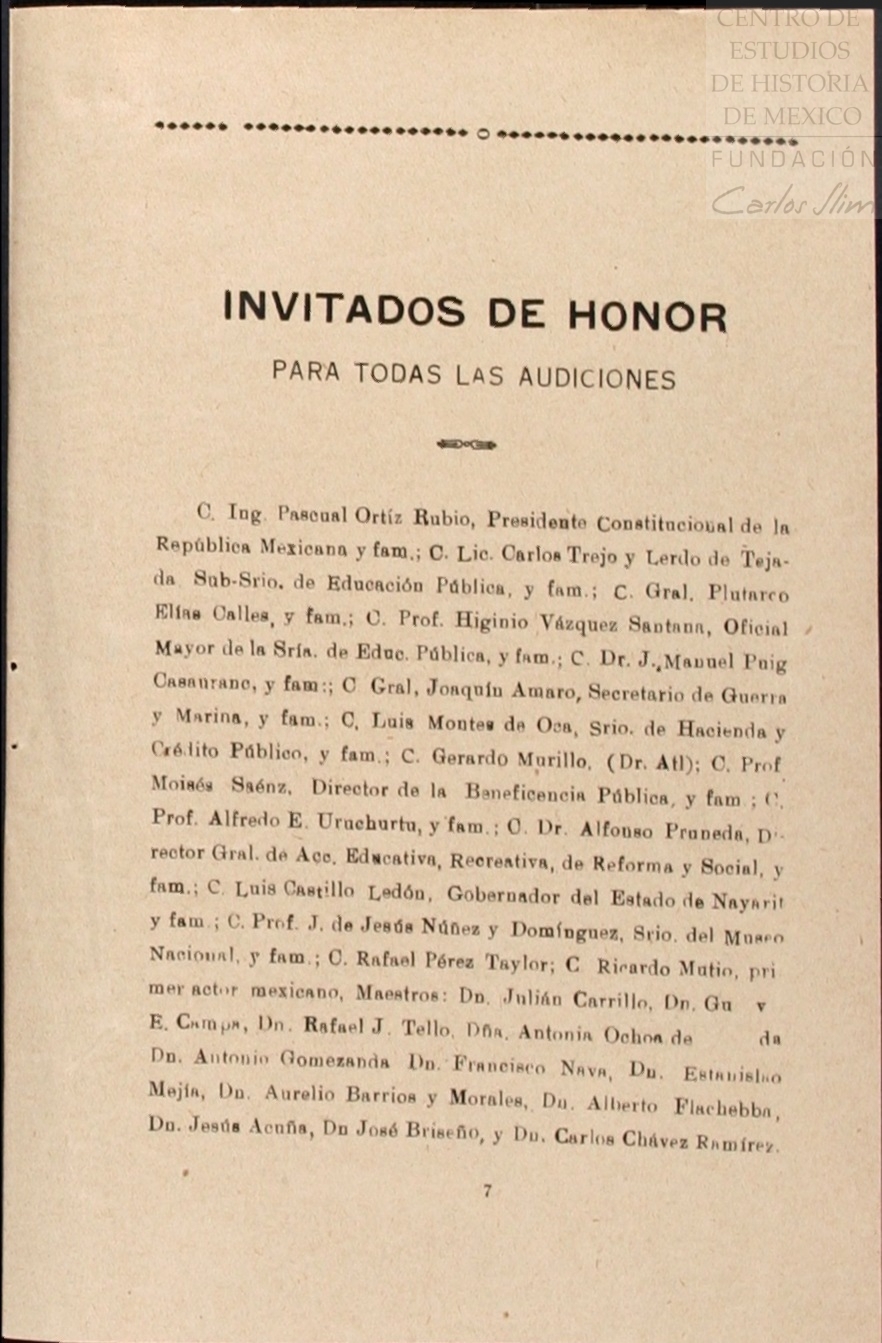 CENTRO DE
ESTUDIOS
DE HISTORIA
DE MEXICO
FUNDACIÓN
Carlos Slim
INVITADOS DE HONOR
PARA TODAS LAS AUDICIONES
C. Ing. Pascual Ortíz Rubio, Presidente Constitucional de la
República Mexicana y fam.; C. Lic. Carlos Trejo y Lerdo de Teja-
da Sub-Srio. de Educación Pública, y fam.; C. Gral. Plutarco
Elías Calles, y fam.; C. Prof. Higinio Vázquez Santana, Oficial
Mayor de la Sría. de Educ. Pública, y fam.; C. Dr. J. Manuel Puig
Casauranc, y fam:; C Gral, Joaquín Amaro, Secretario de Guerra
y Marina, y fam.; C, Luis Montes de Oca, Srio. de Hacienda y
Crédito Público, y fam.; C. Gerardo Murillo, (Dr. Atl); C. Prof
Moisés Saénz, Director de la Beneficencia Pública, y fam ; C.
Prof. Alfredo E. Uruchurtu, y fam.; C. Dr. Alfonso Pruneda, Di-
rector Gral. de Acc. Educativa, Recreativa, de Reforma y Social, y
fam.; C. Luis Castillo Ledón, Gobernador del Estado de Nayarit
y fam ; C. Prof. J. de Jesús Núñez y Domínguez, Srio. del Museo
Nacional, y fam.; C. Rafael Pérez Taylor; C Ricardo Mutio, pri
mer actor mexicano, Maestros: Dn. Julián Carrillo, Dn. Gu v
E. Campa, Dn. Rafael J. Tello, Dña. Antonia Ochoa de da
Dn. Antonio Gomezanda Dn. Francisco Nava, Dn. Estanislao
Mejía, Dn. Aurelio Barrios y Morales, Dn. Alberto Flachebba,
Dn. Jesús Acuña, Dn José Briseño, y Dn. Carlos Chávez Ramírez.
7